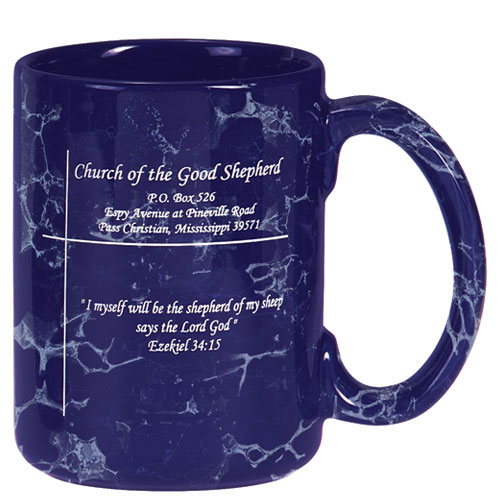 Church of the Good Shepherd
P.O. Box 526
Espy Avenue at Pineville Road
Pass Christian, Mississippi 39571
"I myself will be the shepherd of my sheep
says the Lord God"
Ezekiel 34:15